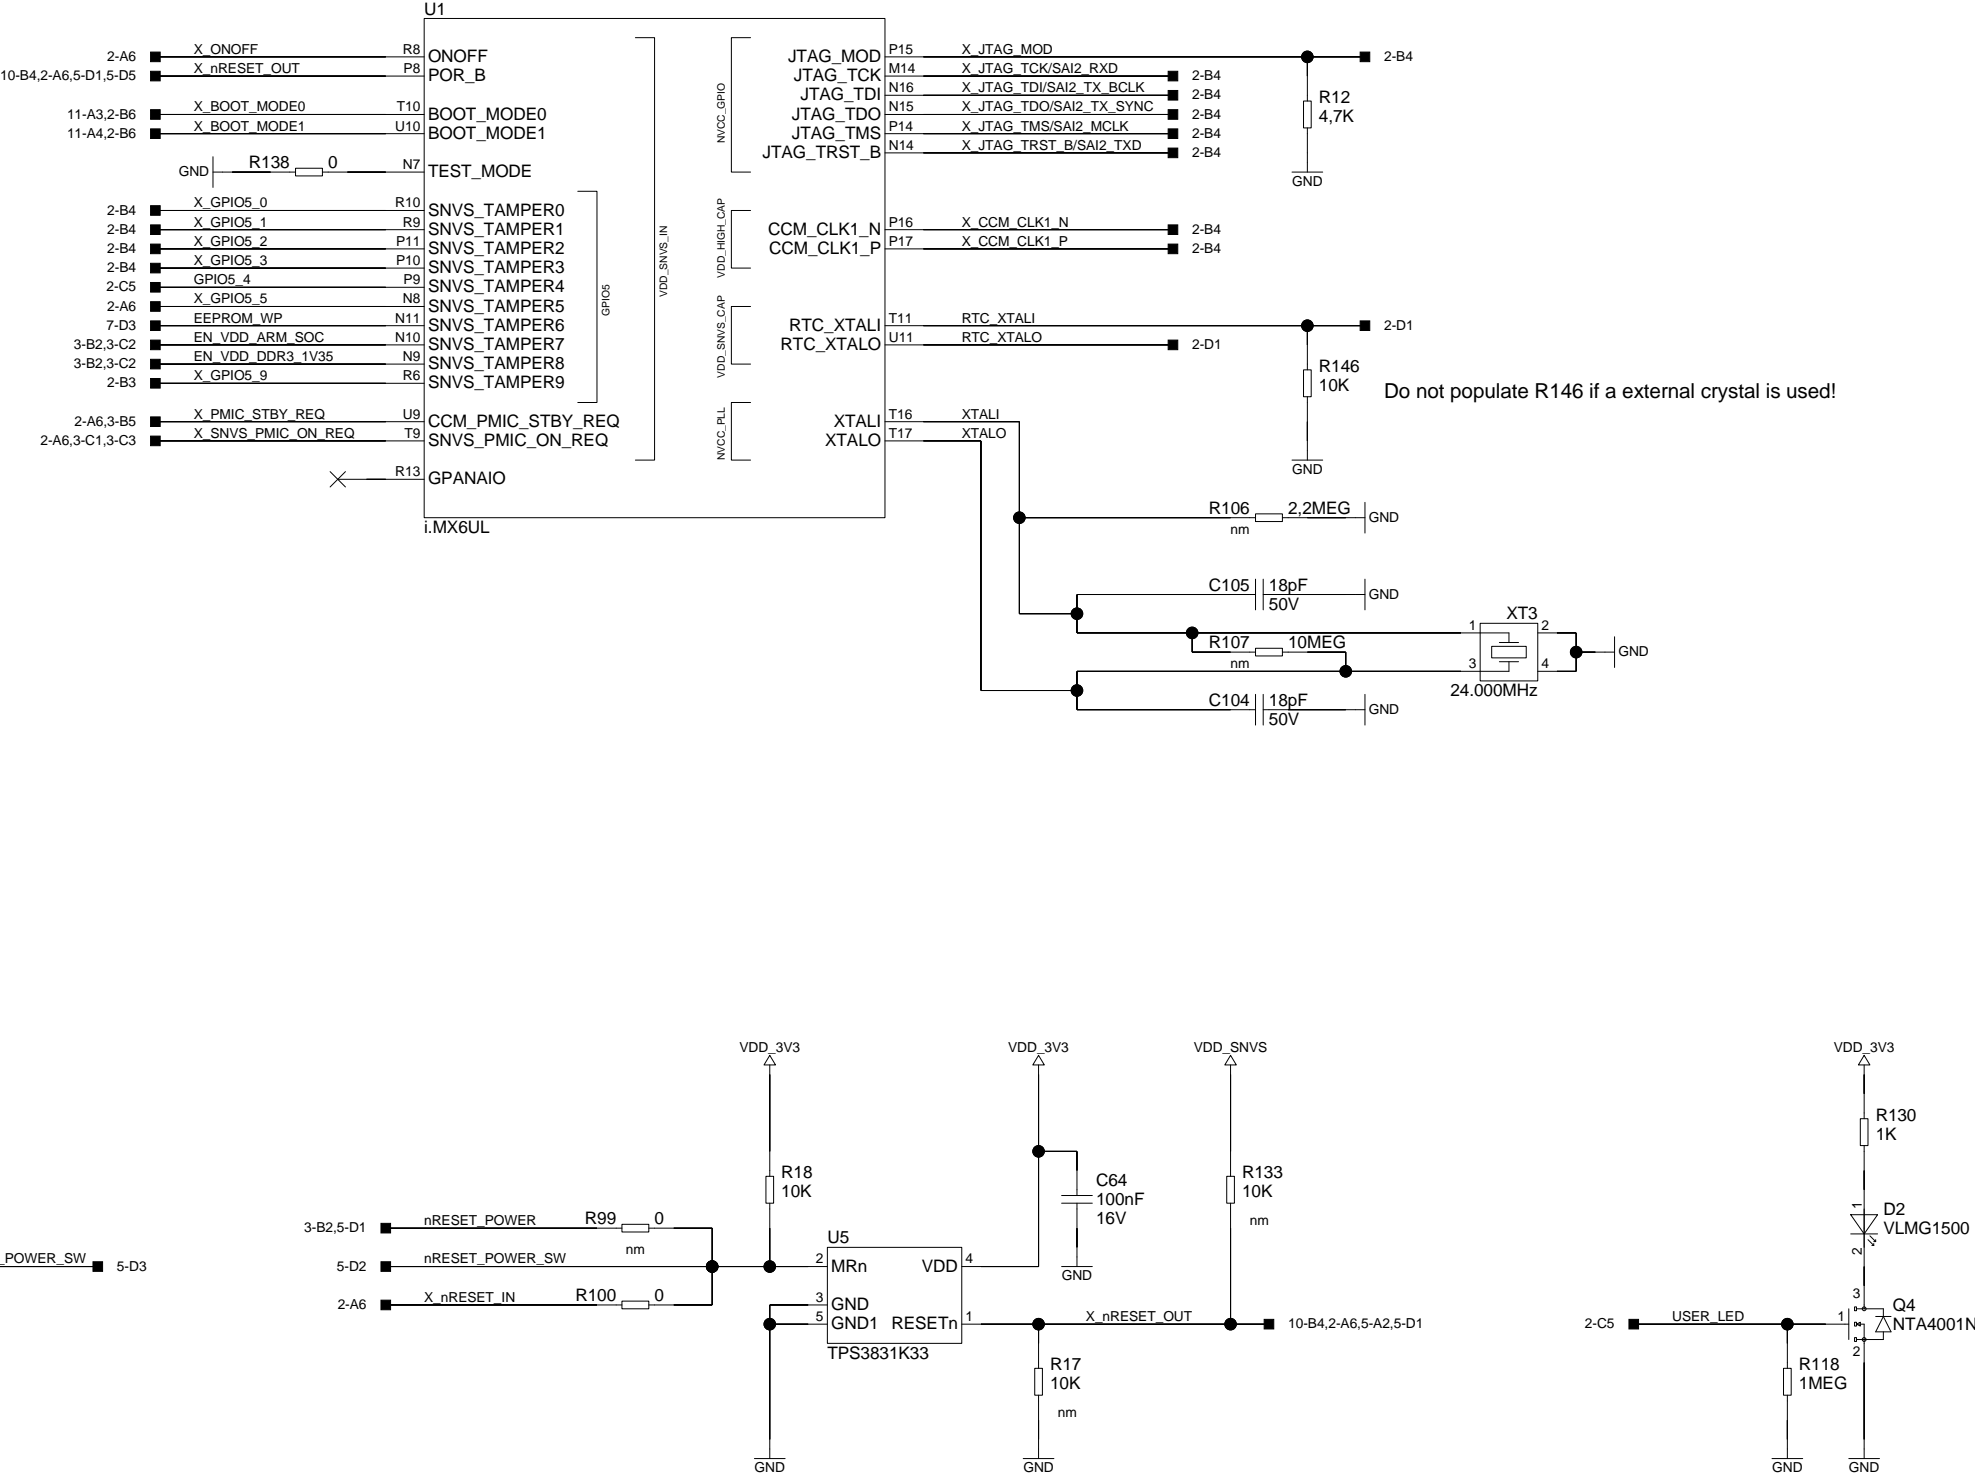 U1
2-A6 X_ONOFF R8 ONOFF
10-B4,2-A6,5-D1,5-D5 X_nRESET_OUT P8 POR_B
11-A3,2-B6 X_BOOT_MODE0 T10 BOOT_MODE0
11-A4,2-B6 X_BOOT_MODE1 U10 BOOT_MODE1
GND R138 0 N7 TEST_MODE
2-B4 X_GPIO5_0 R10 SNVS_TAMPER0
2-B4 X_GPIO5_1 R9 SNVS_TAMPER1
2-B4 X_GPIO5_2 P11 SNVS_TAMPER2
2-B4 X_GPIO5_3 P10 SNVS_TAMPER3
2-C5 GPIO5_4 P9 SNVS_TAMPER4
2-A6 X_GPIO5_5 N8 SNVS_TAMPER5
7-D3 EEPROM_WP N11 SNVS_TAMPER6
3-B2,3-C2 EN_VDD_ARM_SOC N10 SNVS_TAMPER7
3-B2,3-C2 EN_VDD_DDR3_1V35 N9 SNVS_TAMPER8
2-B3 X_GPIO5_9 R6 SNVS_TAMPER9
2-A6,3-B5 X_PMIC_STBY_REQ U9 CCM_PMIC_STBY_REQ
2-A6,3-C1,3-C3 X_SNVS_PMIC_ON_REQ T9 SNVS_PMIC_ON_REQ
R13 GPANAIO
i.MX6UL
GPIO5
VDD_SNVS_IN
NVCC_GPIO
VDD_HIGH_CAP
VDD_SNVS_CAP
NVCC_PLL
JTAG_MOD P15 X_JTAG_MOD 2-B4
JTAG_TCK M14 X_JTAG_TCK/SAI2_RXD 2-B4
JTAG_TDI N16 X_JTAG_TDI/SAI2_TX_BCLK 2-B4
JTAG_TDO N15 X_JTAG_TDO/SAI2_TX_SYNC 2-B4
JTAG_TMS P14 X_JTAG_TMS/SAI2_MCLK 2-B4
JTAG_TRST_B N14 X_JTAG_TRST_B/SAI2_TXD 2-B4
R12
4,7K
GND
CCM_CLK1_N P16 X_CCM_CLK1_N 2-B4
CCM_CLK1_P P17 X_CCM_CLK1_P 2-B4
RTC_XTALI T11 RTC_XTALI 2-D1
RTC_XTALO U11 RTC_XTALO 2-D1
R146
10K
GND
Do not populate R146 if a external crystal is used!
XTALI T16 XTALI
XTALO T17 XTALO
R106 2,2MEG GND
nm
C105 18pF GND
50V
R107 10MEG
nm
C104 18pF GND
50V
XT3
1 2
3 4
GND
24.000MHz
_POWER_SW 5-D3
3-B2,5-D1 nRESET_POWER R99 0
nm
5-D2 nRESET_POWER_SW
2-A6 X_nRESET_IN R100 0
VDD_3V3
R18
10K
U5
2 MRn VDD 4
3 GND
5 GND1 RESETn 1
TPS3831K33
GND
VDD_3V3
C64
100nF
16V
GND
VDD_SNVS
R133
10K
nm
X_nRESET_OUT 10-B4,2-A6,5-A2,5-D1
R17
10K
nm
GND
VDD_3V3
R130
1K
1
D2
VLMG1500
2
3
Q4
NTA4001N
2-C5 USER_LED 1
2
R118
1MEG
GND
GND